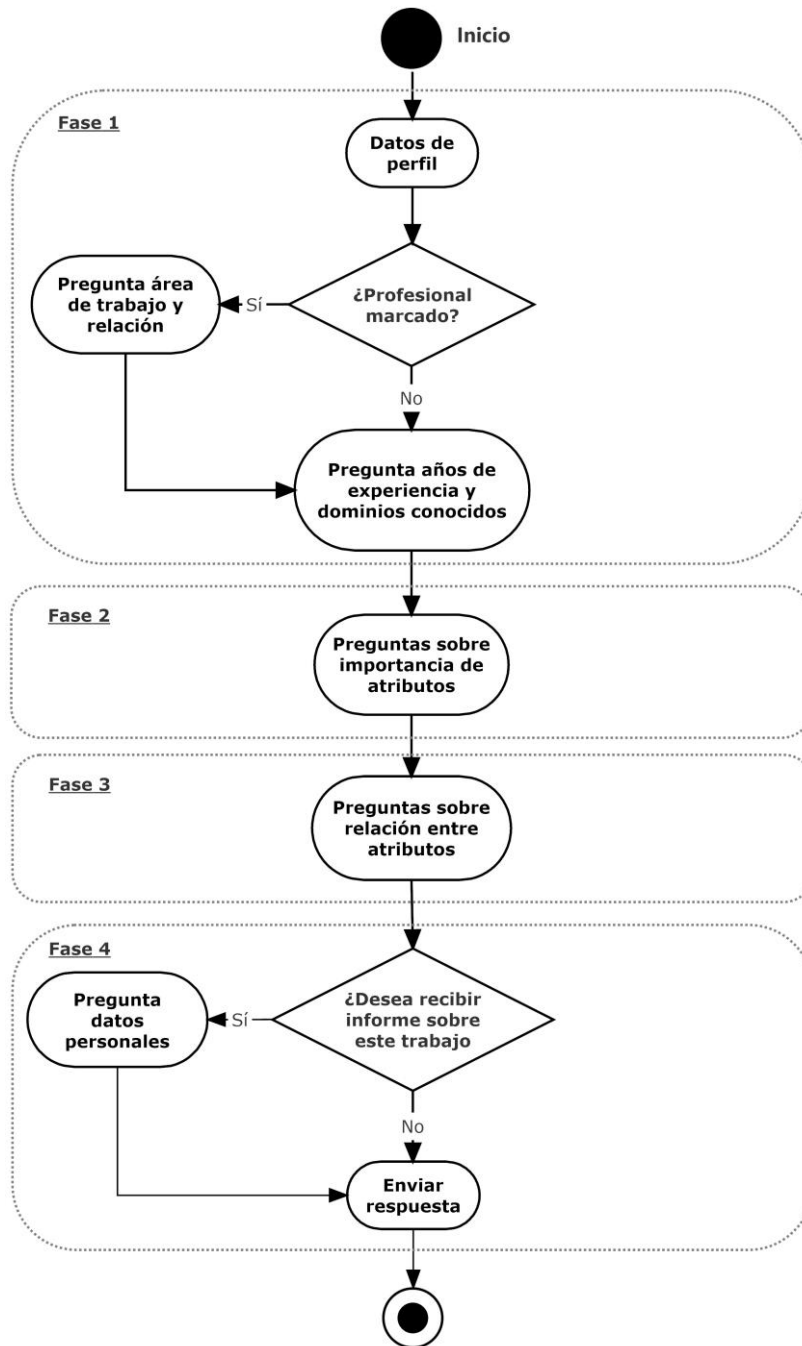 Inicio
Fase 1
Datos de
perfil
¿Profesional
marcado?
Sí
Pregunta área
de trabajo y
relación
No
Pregunta años de
experiencia y
dominios conocidos
Fase 2
Preguntas sobre
importancia de
atributos
Fase 3
Preguntas sobre
relación entre
atributos
Fase 4
¿Desea recibir
informe sobre
este trabajo
Sí
Pregunta
datos
personales
No
Enviar
respuesta